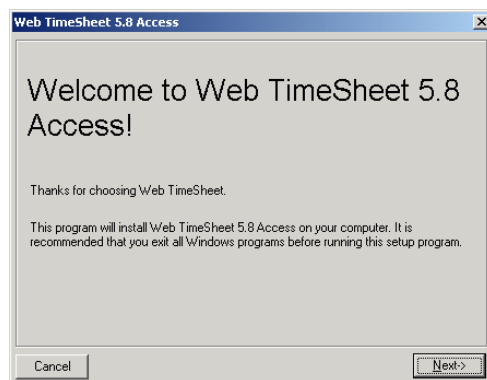 Web TimeSheet 5.8 Access
Welcome to Web TimeSheet 5.8
Access!
Thanks for choosing Web TimeSheet.
This program will install Web TimeSheet 5.8 Access on your computer. It is
recommended that you exit all Windows programs before running this setup program.
Cancel
Next->